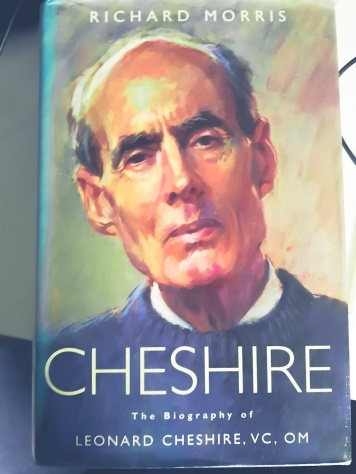 RICHARD MORRIS
CHESHIRE
The Biography of
LEONARD CHESHIRE, VC, OM